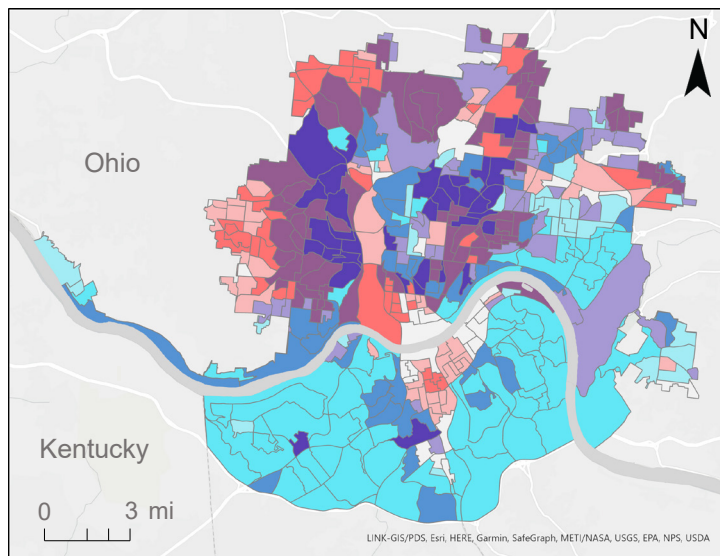 N
Ohio
Kentucky
0 3 mi
LINK-GIS/PDS, Esri, HERE, Garmin, SafeGraph, METI/NASA, USGS, EPA, NPS, USDA